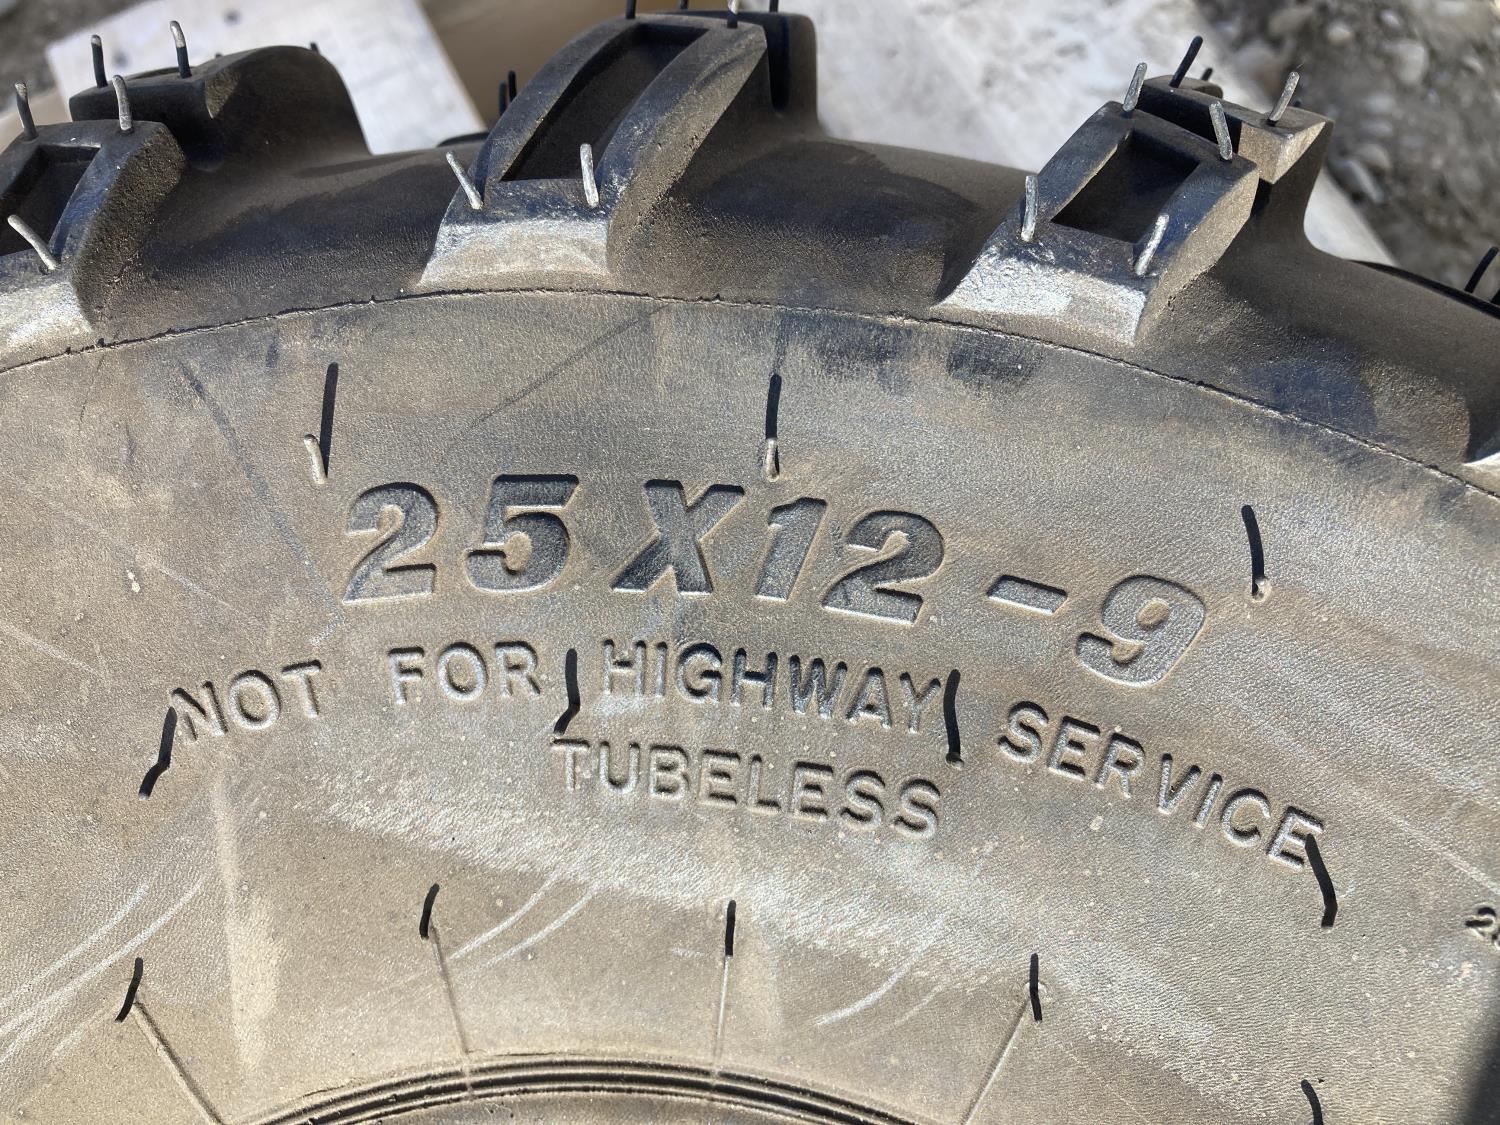 25X12-9
NOT FOR HIGHWAY SERVICE
TUBELESS